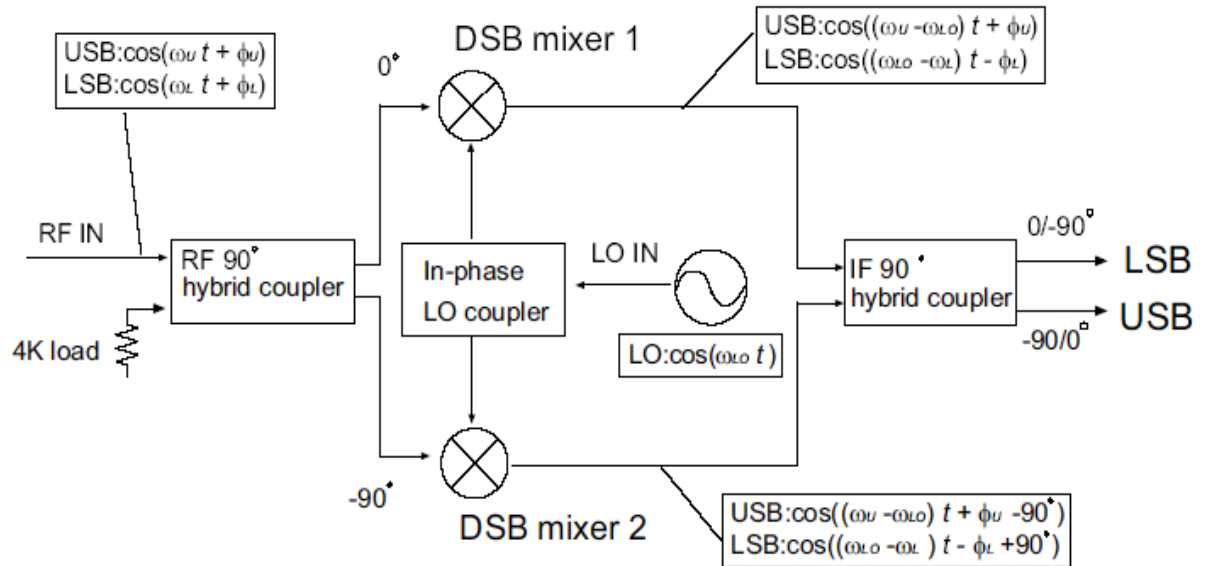 USB:cos(ωU t + ϕU)
LSB:cos(ωL t + ϕL)
DSB mixer 1
USB:cos((ωU -ωLO) t + ϕU)
LSB:cos((ωLO -ωL) t - ϕL)
0°
RF IN
RF 90°
hybrid coupler
4K load
In-phase
LO coupler
LO IN
LO:cos(ωLO t )
IF 90 °
hybrid coupler
0/-90°
LSB
USB
-90/0°
-90°
DSB mixer 2
USB:cos((ωU -ωLO) t + ϕU -90°)
LSB:cos((ωLO -ωL ) t - ϕL +90°)